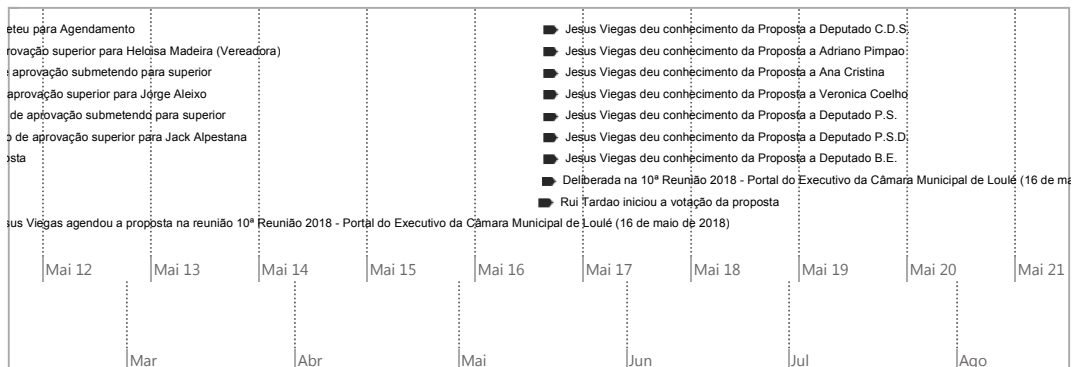 eteu para Agendamento
Jesus Viegas deu conhecimento da Proposta a Deputado C.D.S.
rovação superior para Heloisa Madeira (Vereadora)
Jesus Viegas deu conhecimento da Proposta a Adriano Pimpao
aprovação submetendo para superior
Jesus Viegas deu conhecimento da Proposta a Ana Cristina
aprovação superior para Jorge Aleixo
Jesus Viegas deu conhecimento da Proposta a Veronica Coelho
de aprovação submetendo para superior
Jesus Viegas deu conhecimento da Proposta a Deputado P.S.
o de aprovação superior para Jack Alpestana
Jesus Viegas deu conhecimento da Proposta a Deputado P.S.D.
osta
Jesus Viegas deu conhecimento da Proposta a Deputado B.E.
Deliberada na 10ª Reunião 2018 - Portal do Executivo da Câmara Municipal de Loulé (16 de ma
Rui Tardao iniciou a votação da proposta
sus Viegas agendou a proposta na reunião 10ª Reunião 2018 - Portal do Executivo da Câmara Municipal de Loulé (16 de maio de 2018)
Mai 12 Mai 13 Mai 14 Mai 15 Mai 16 Mai 17 Mai 18 Mai 19 Mai 20 Mai 21
Mar Abr Mai Jun Jul Ago